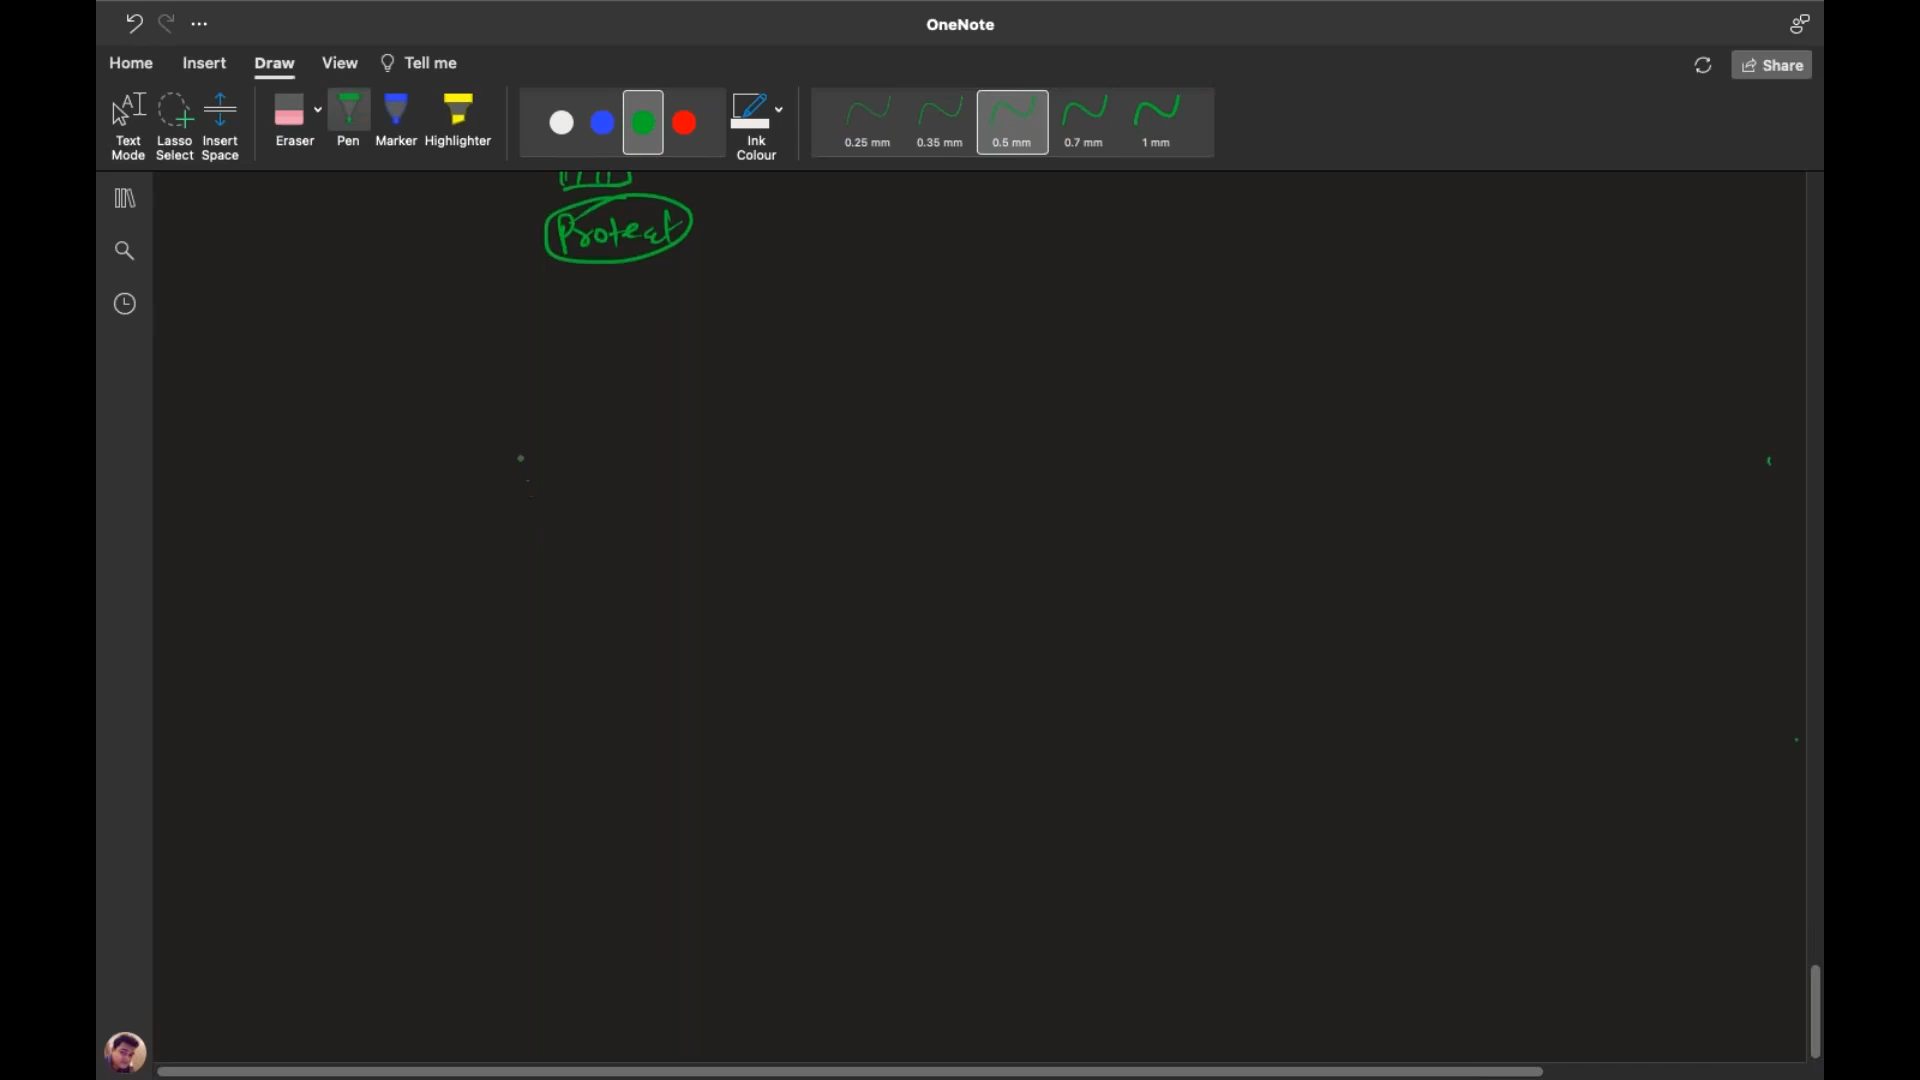 OneNote
Home Insert Draw View Tell me
Share
Text Mode
Lasso Select
Insert Space
Eraser
Pen
Marker
Highlighter
Ink Colour
0.25 mm
0.35 mm
0.5 mm
0.7 mm
1 mm
Protect